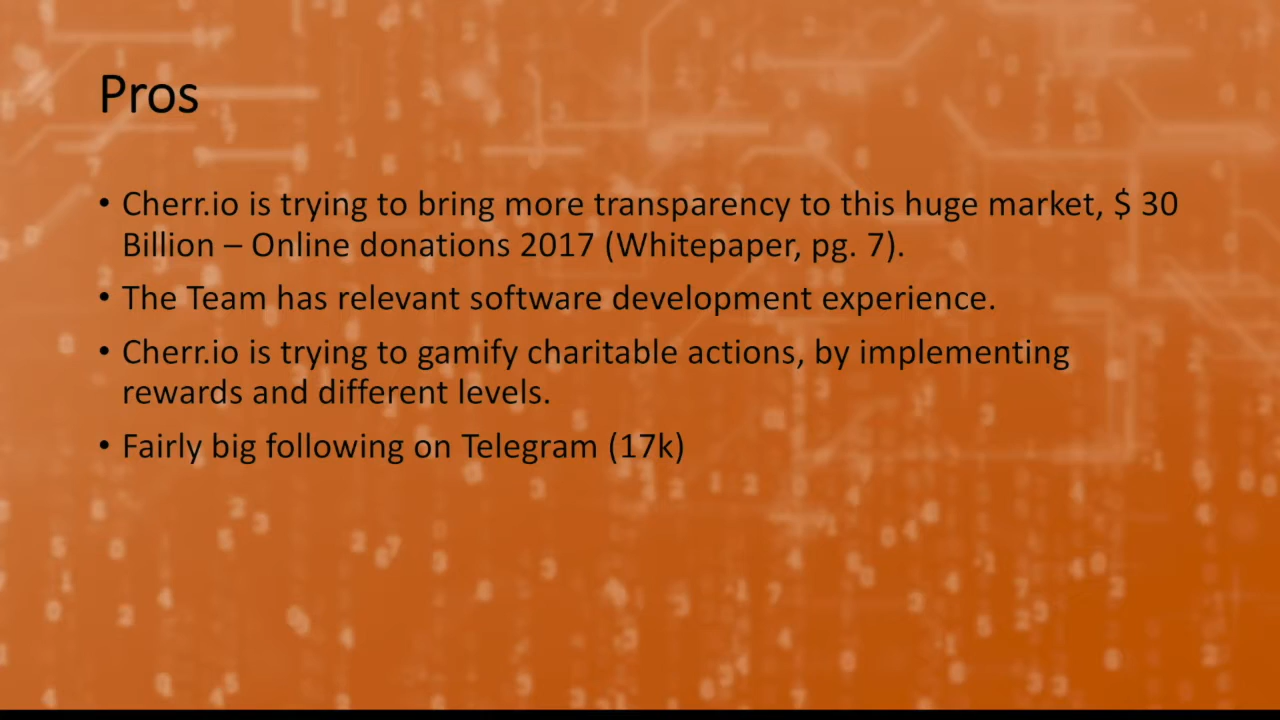 Pros
• Cherr.io is trying to bring more transparency to this huge market, $ 30
Billion – Online donations 2017 (Whitepaper, pg. 7).
• The Team has relevant software development experience.
• Cherr.io is trying to gamify charitable actions, by implementing
rewards and different levels.
• Fairly big following on Telegram (17k)